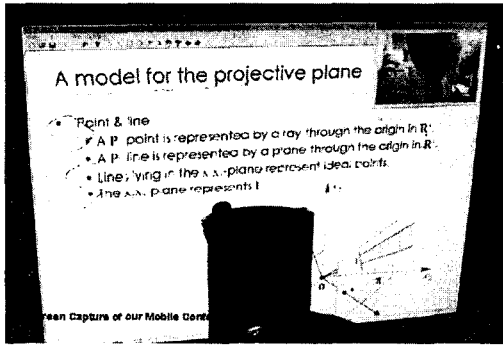 A model for the projective plane
• Point & line
• A P point is represented by a ray through the origin in R
• A P line is represented by a plane through the origin in R
• Line lying in the x x -plane represent ideal points.
• The x x plane represents l
O
π
reen Capture of our Mobile Conte